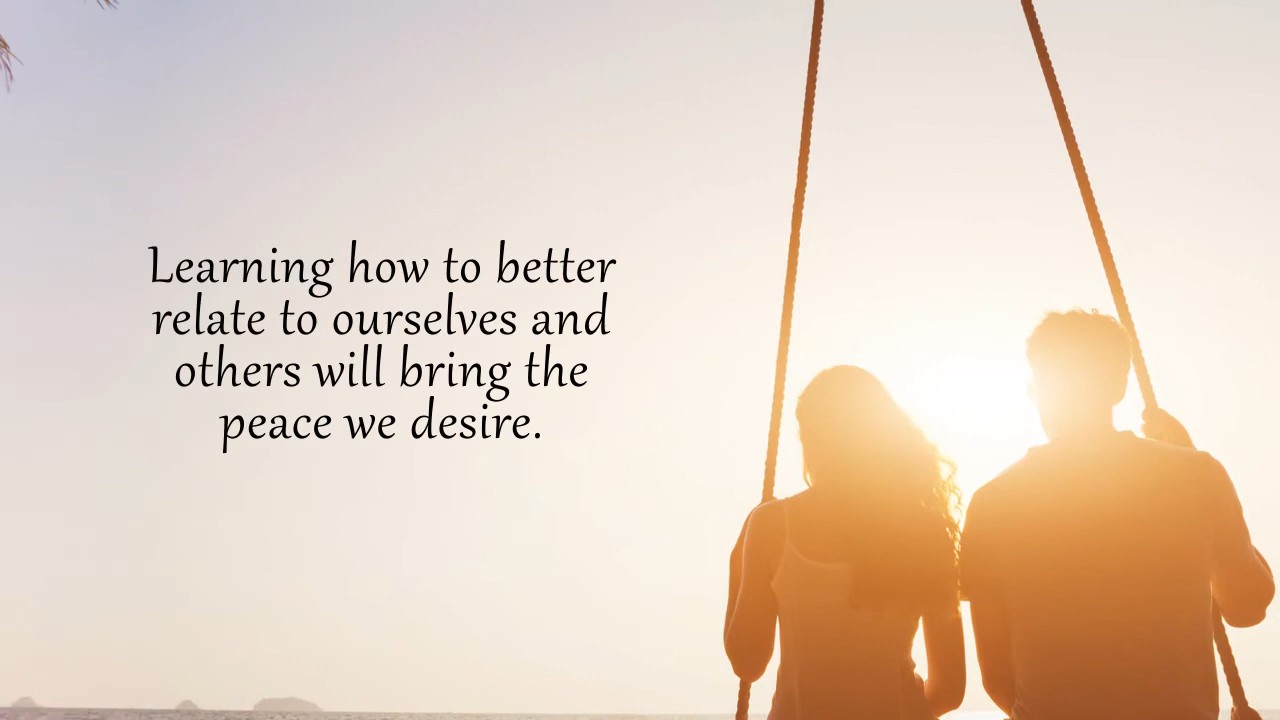 Learning how to better
relate to ourselves and
others will bring the
peace we desire.